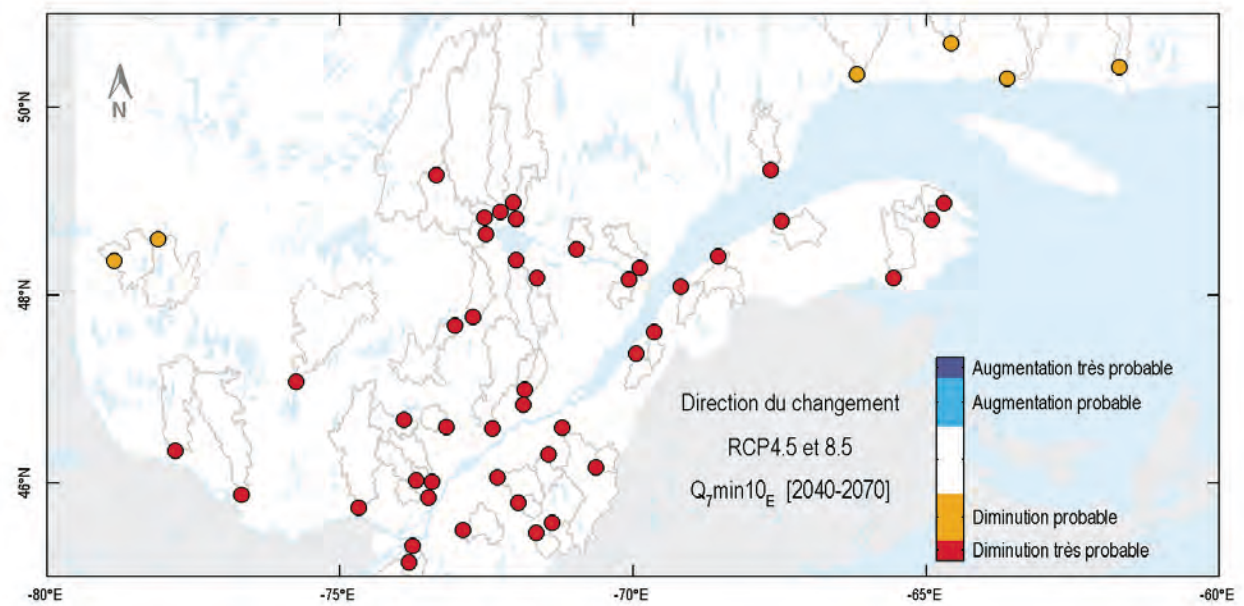 N
50°N
48°N
46°N
-80°E
-75°E
-70°E
-65°E
-60°E
Direction du changement
RCP4.5 et 8.5
Q7min10E [2040-2070]
Augmentation très probable
Augmentation probable
Diminution probable
Diminution très probable